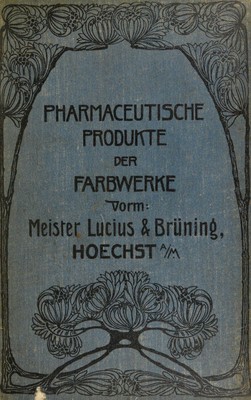 PHARMACEUTISCHE
PRODUKTE
DER
FARBWERKE
Vorm:
Meister Lucius & Brüning,
HOECHST A/M